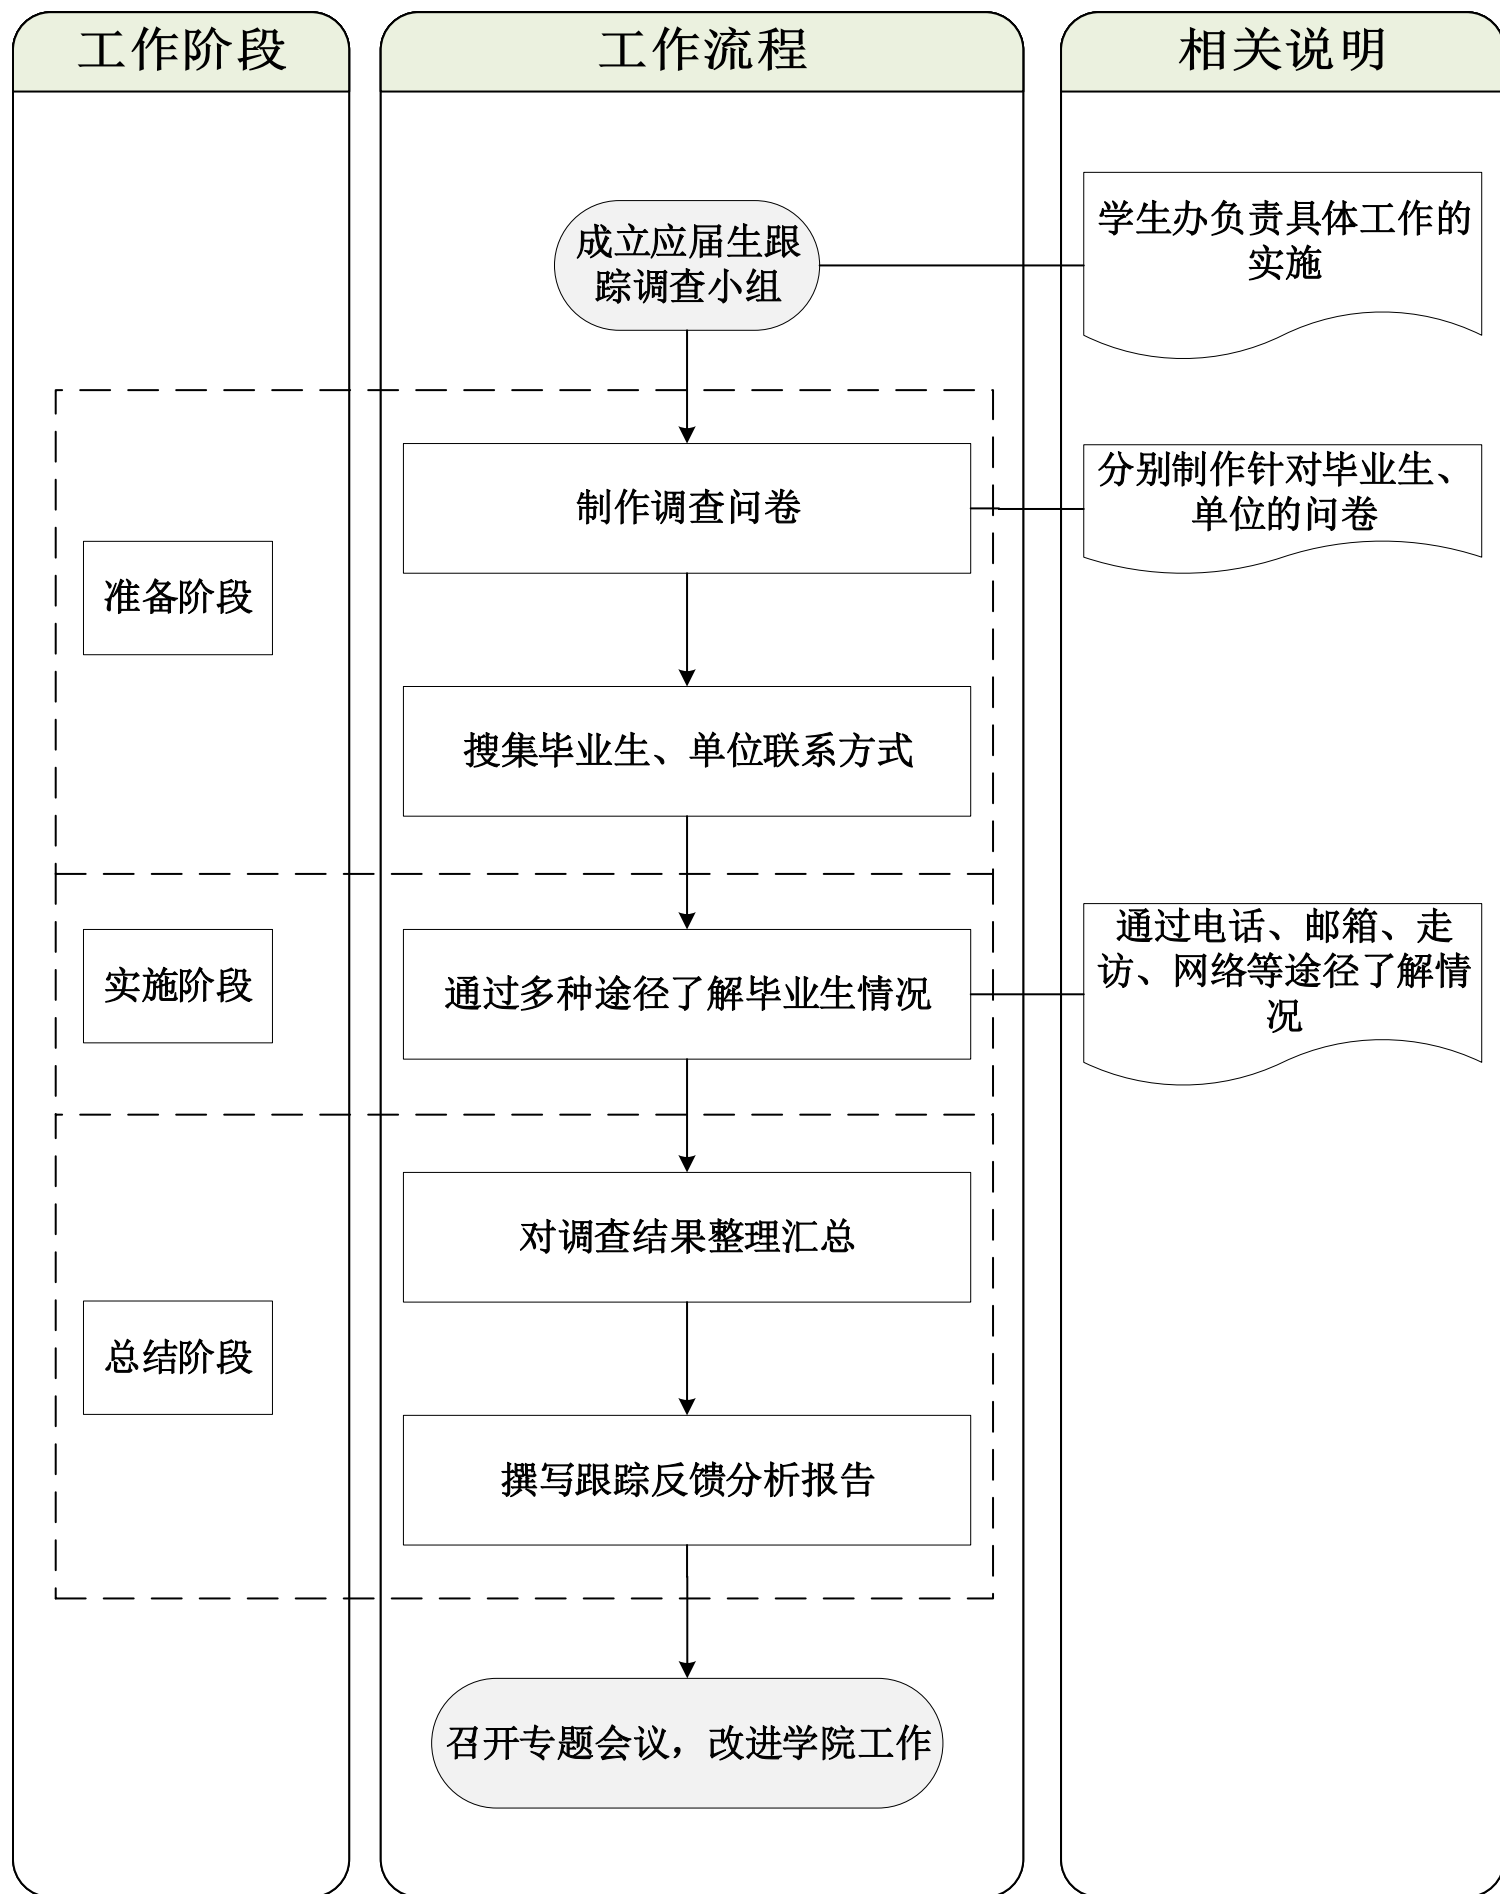 工作阶段
工作流程
相关说明
成立应届生跟
踪调查小组
学生办负责具体工作的
实施
准备阶段
制作调查问卷
分别制作针对毕业生、
单位的问卷
搜集毕业生、单位联系方式
实施阶段
通过多种途径了解毕业生情况
通过电话、邮箱、走
访、网络等途径了解情
况
总结阶段
对调查结果整理汇总
撰写跟踪反馈分析报告
召开专题会议，改进学院工作